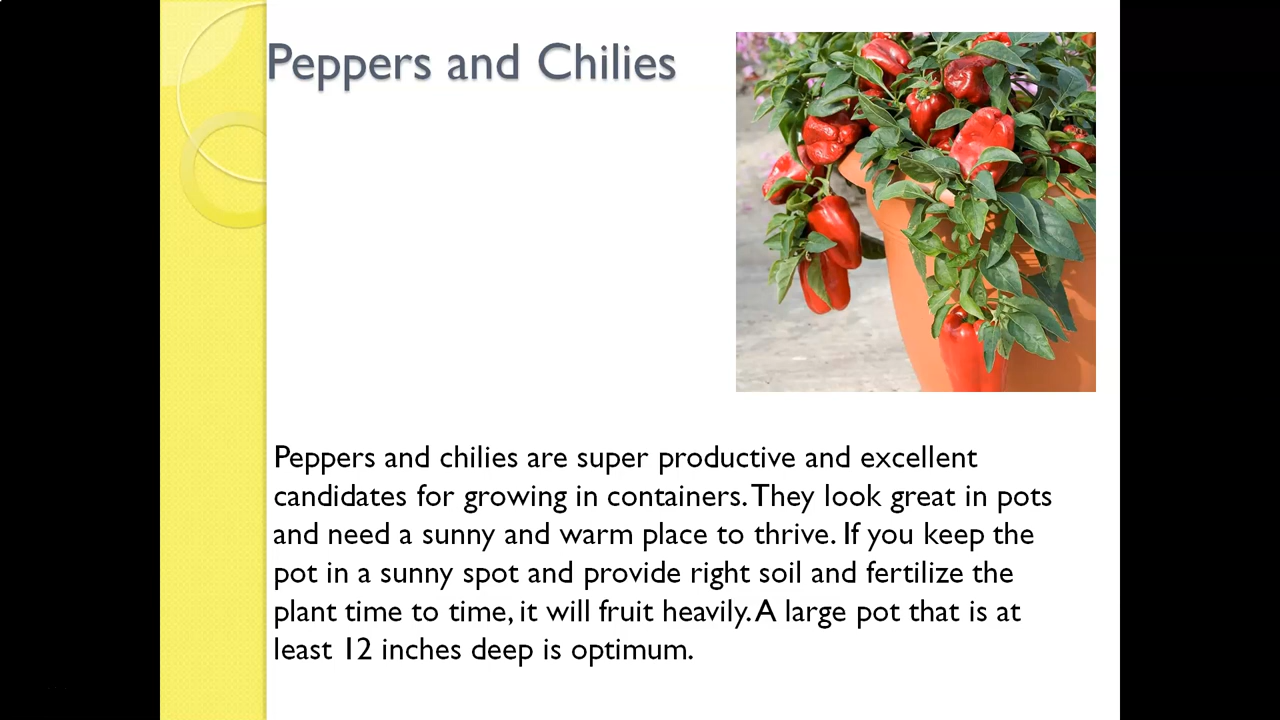 Peppers and Chilies
Peppers and chilies are super productive and excellent
candidates for growing in containers. They look great in pots
and need a sunny and warm place to thrive. If you keep the
pot in a sunny spot and provide right soil and fertilize the
plant time to time, it will fruit heavily. A large pot that is at
least 12 inches deep is optimum.